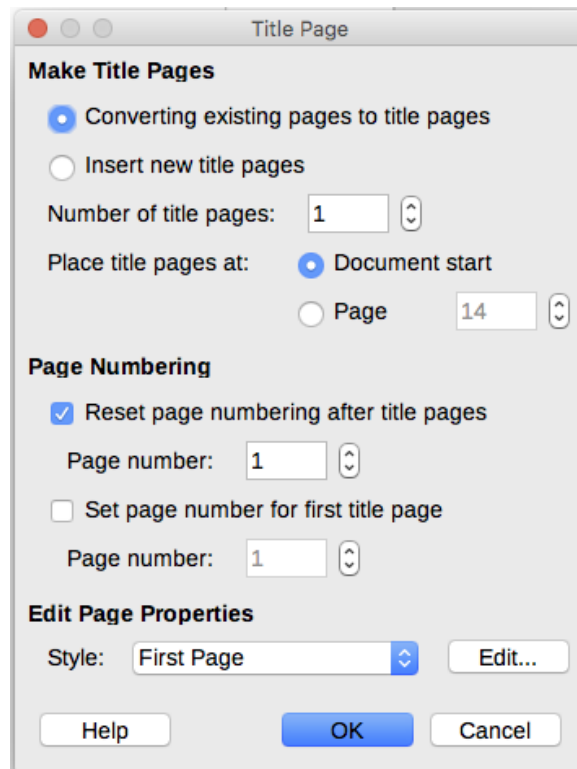 Title Page
Make Title Pages
Converting existing pages to title pages
Insert new title pages
Number of title pages: 1
Place title pages at: Document start
Page 14
Page Numbering
Reset page numbering after title pages
Page number: 1
Set page number for first title page
Page number: 1
Edit Page Properties
Style: First Page Edit...
Help OK Cancel